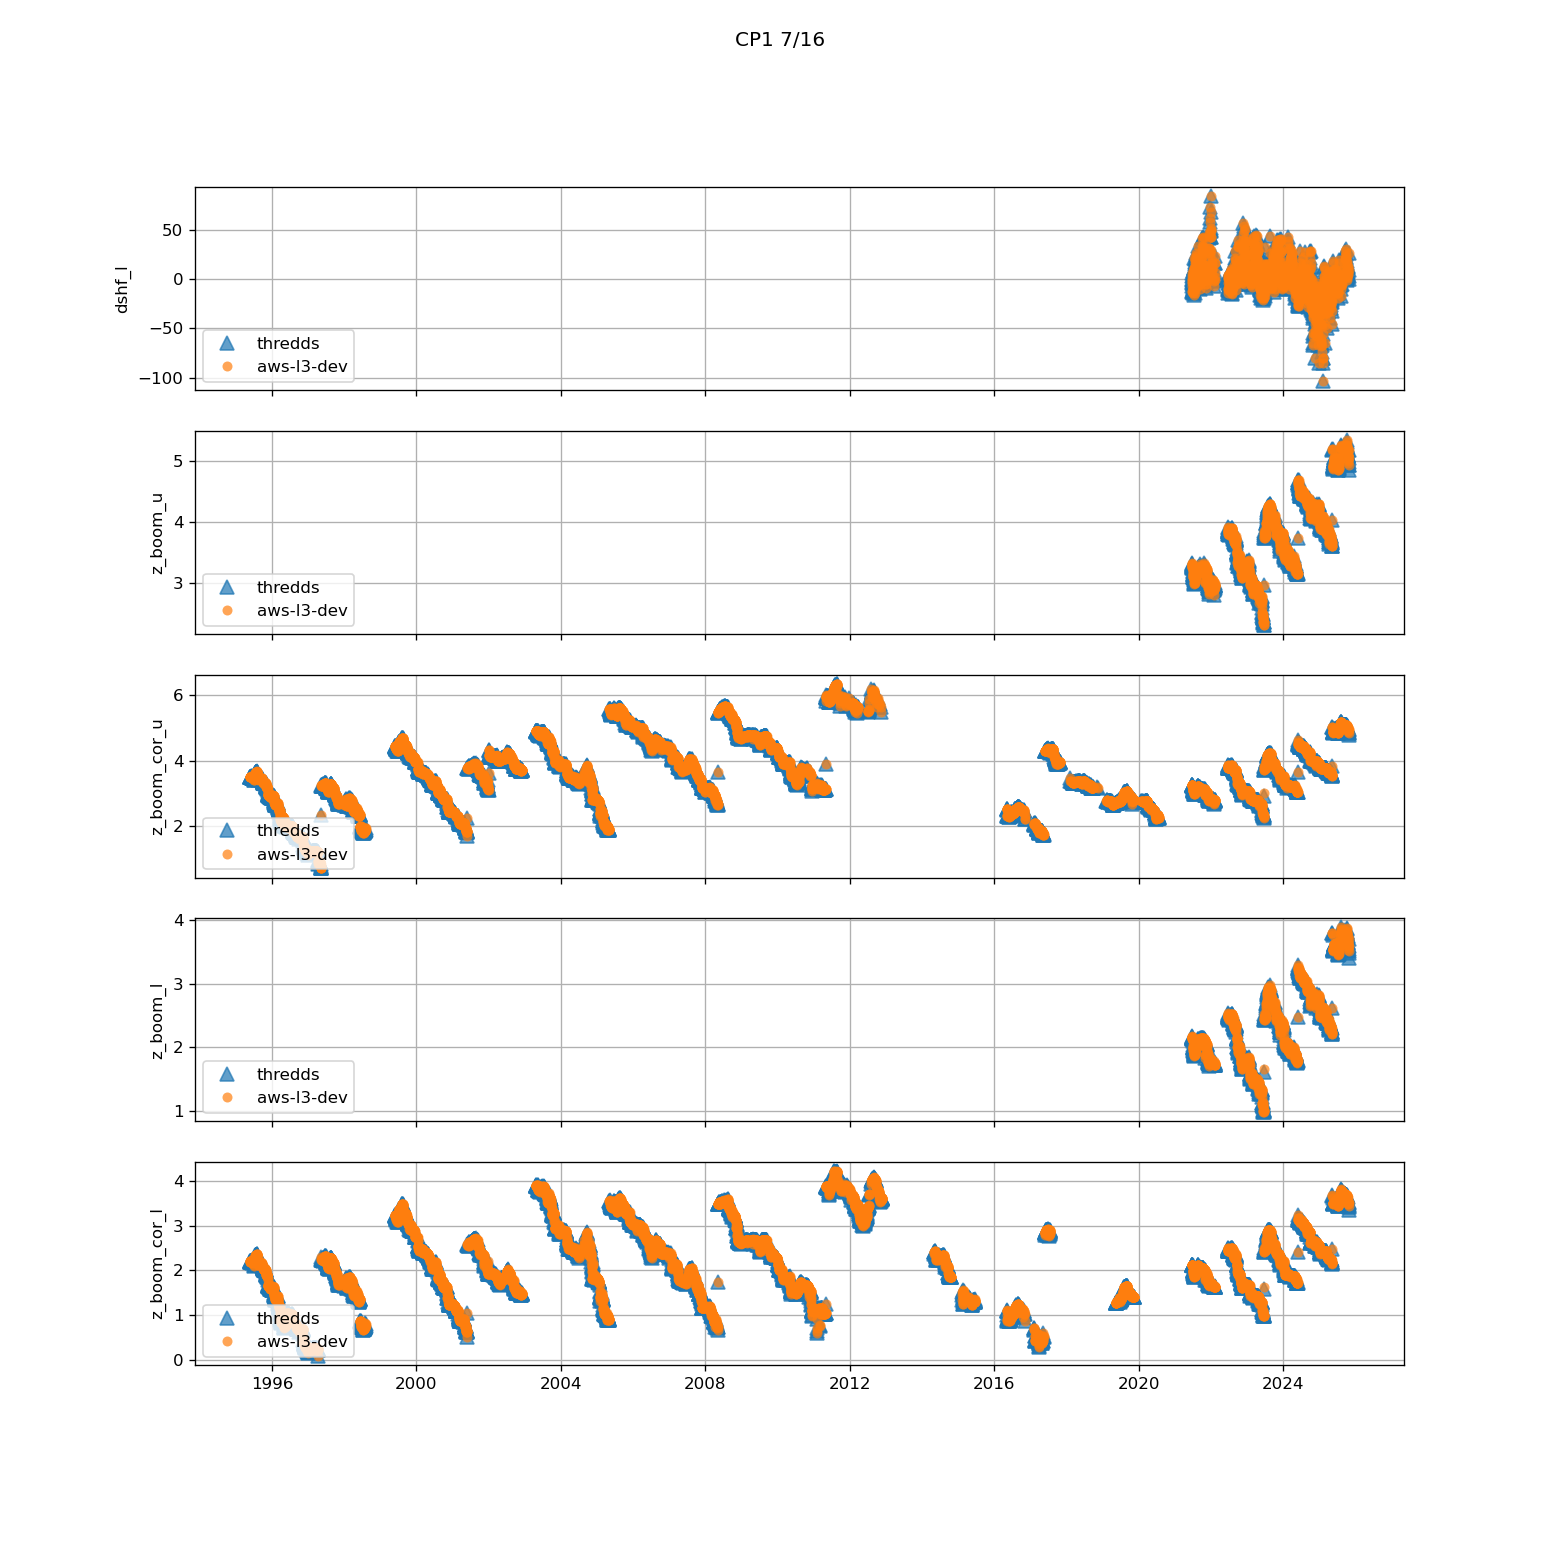 CP1 7/16
dshf_l
50
0
−50
−100
thredds
aws-l3-dev
z_boom_u
5
4
3
thredds
aws-l3-dev
z_boom_cor_u
6
4
2
thredds
aws-l3-dev
z_boom_l
4
3
2
1
thredds
aws-l3-dev
z_boom_cor_l
4
3
2
1
0
thredds
aws-l3-dev
1996 2000 2004 2008 2012 2016 2020 2024